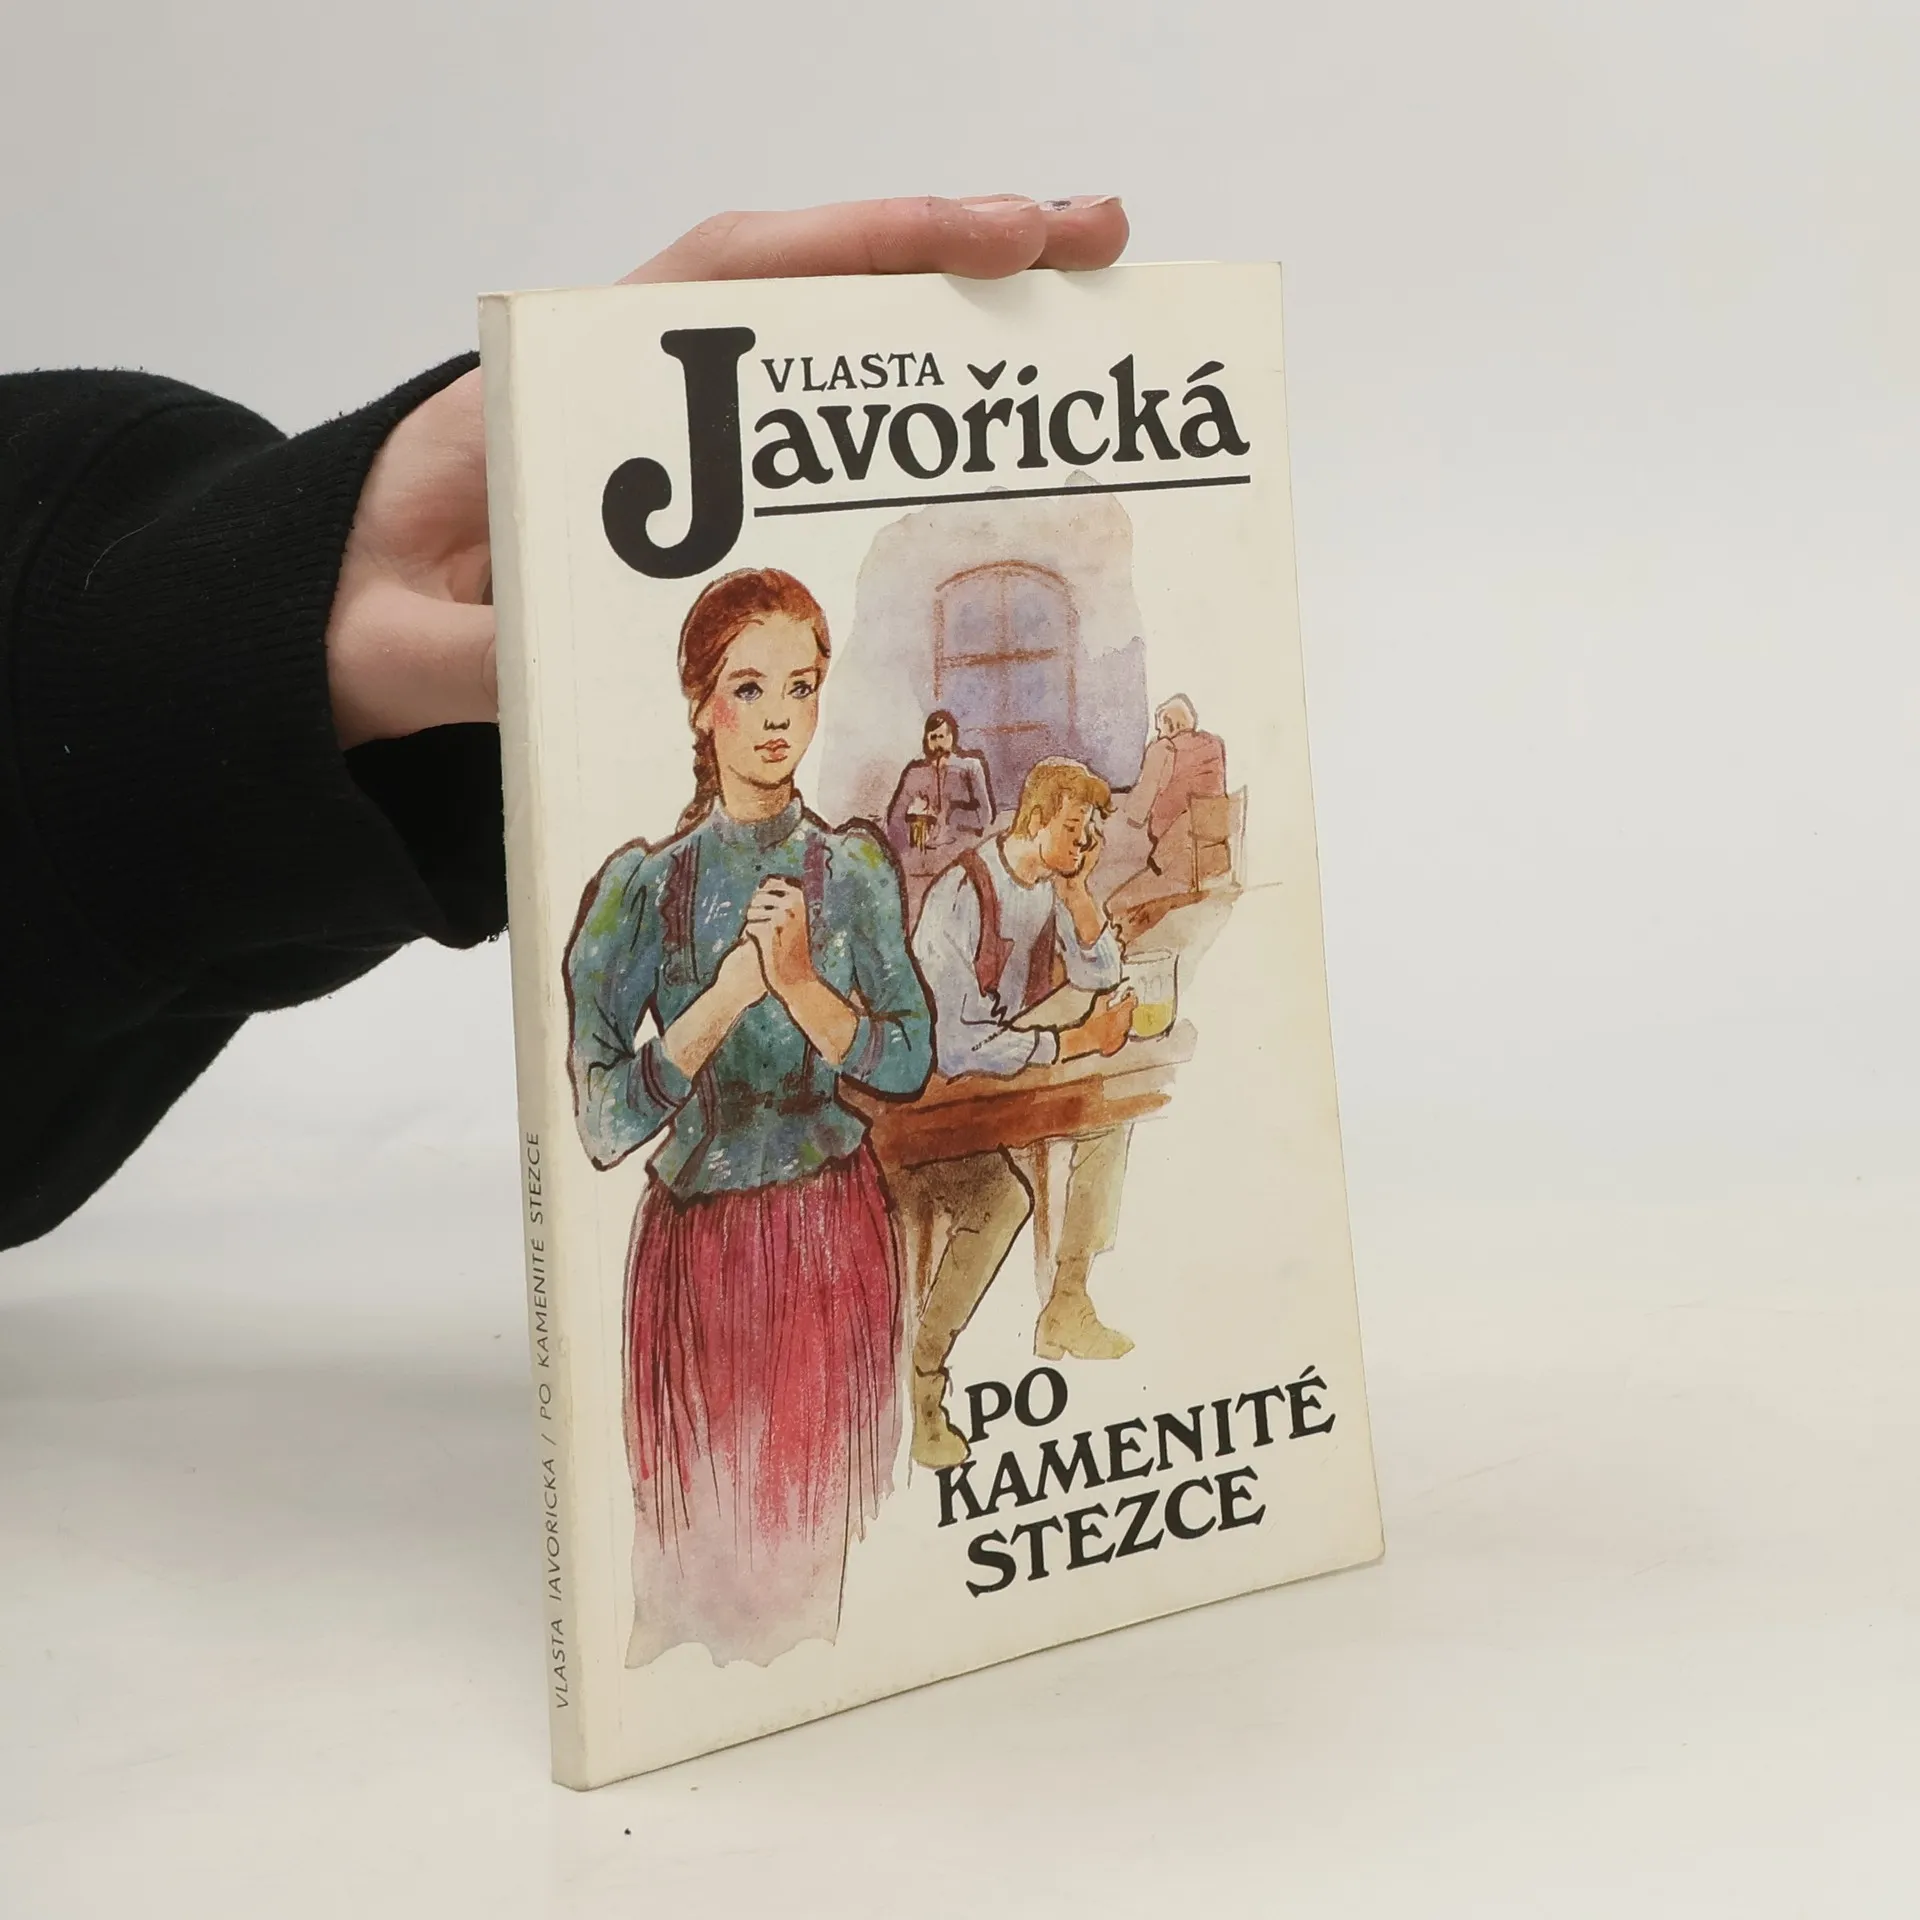 VLASTA
Javořická
PO
KAMENITÉ
STEZCE
VLASTA JAVOŘICKÁ / PO KAMENITÉ STEZCE